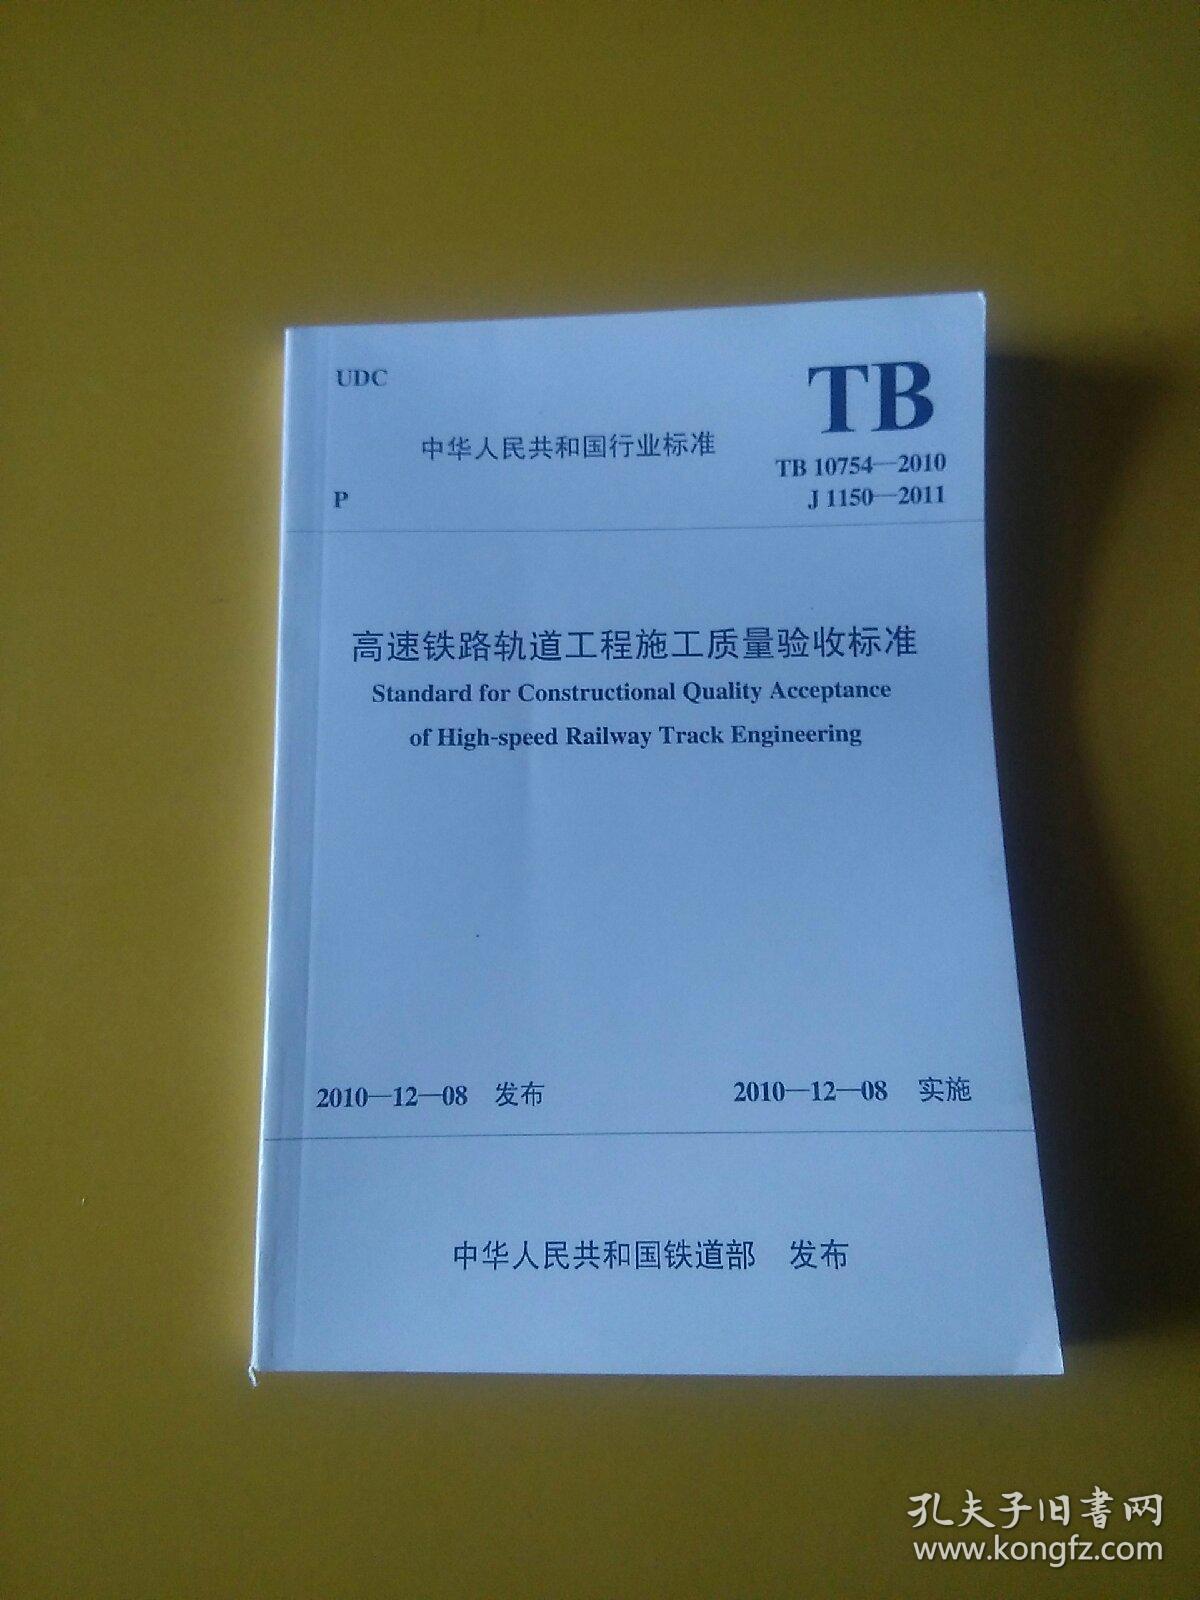 UDC
TB
中华人民共和国行业标准
TB 10754—2010
P
J 1150—2011
高速铁路轨道工程施工质量验收标准
Standard for Constructional Quality Acceptance
of High-speed Railway Track Engineering
2010—12—08 发布
2010—12—08 实施
中华人民共和国铁道部 发布
孔夫子旧书网
www.kongfz.com